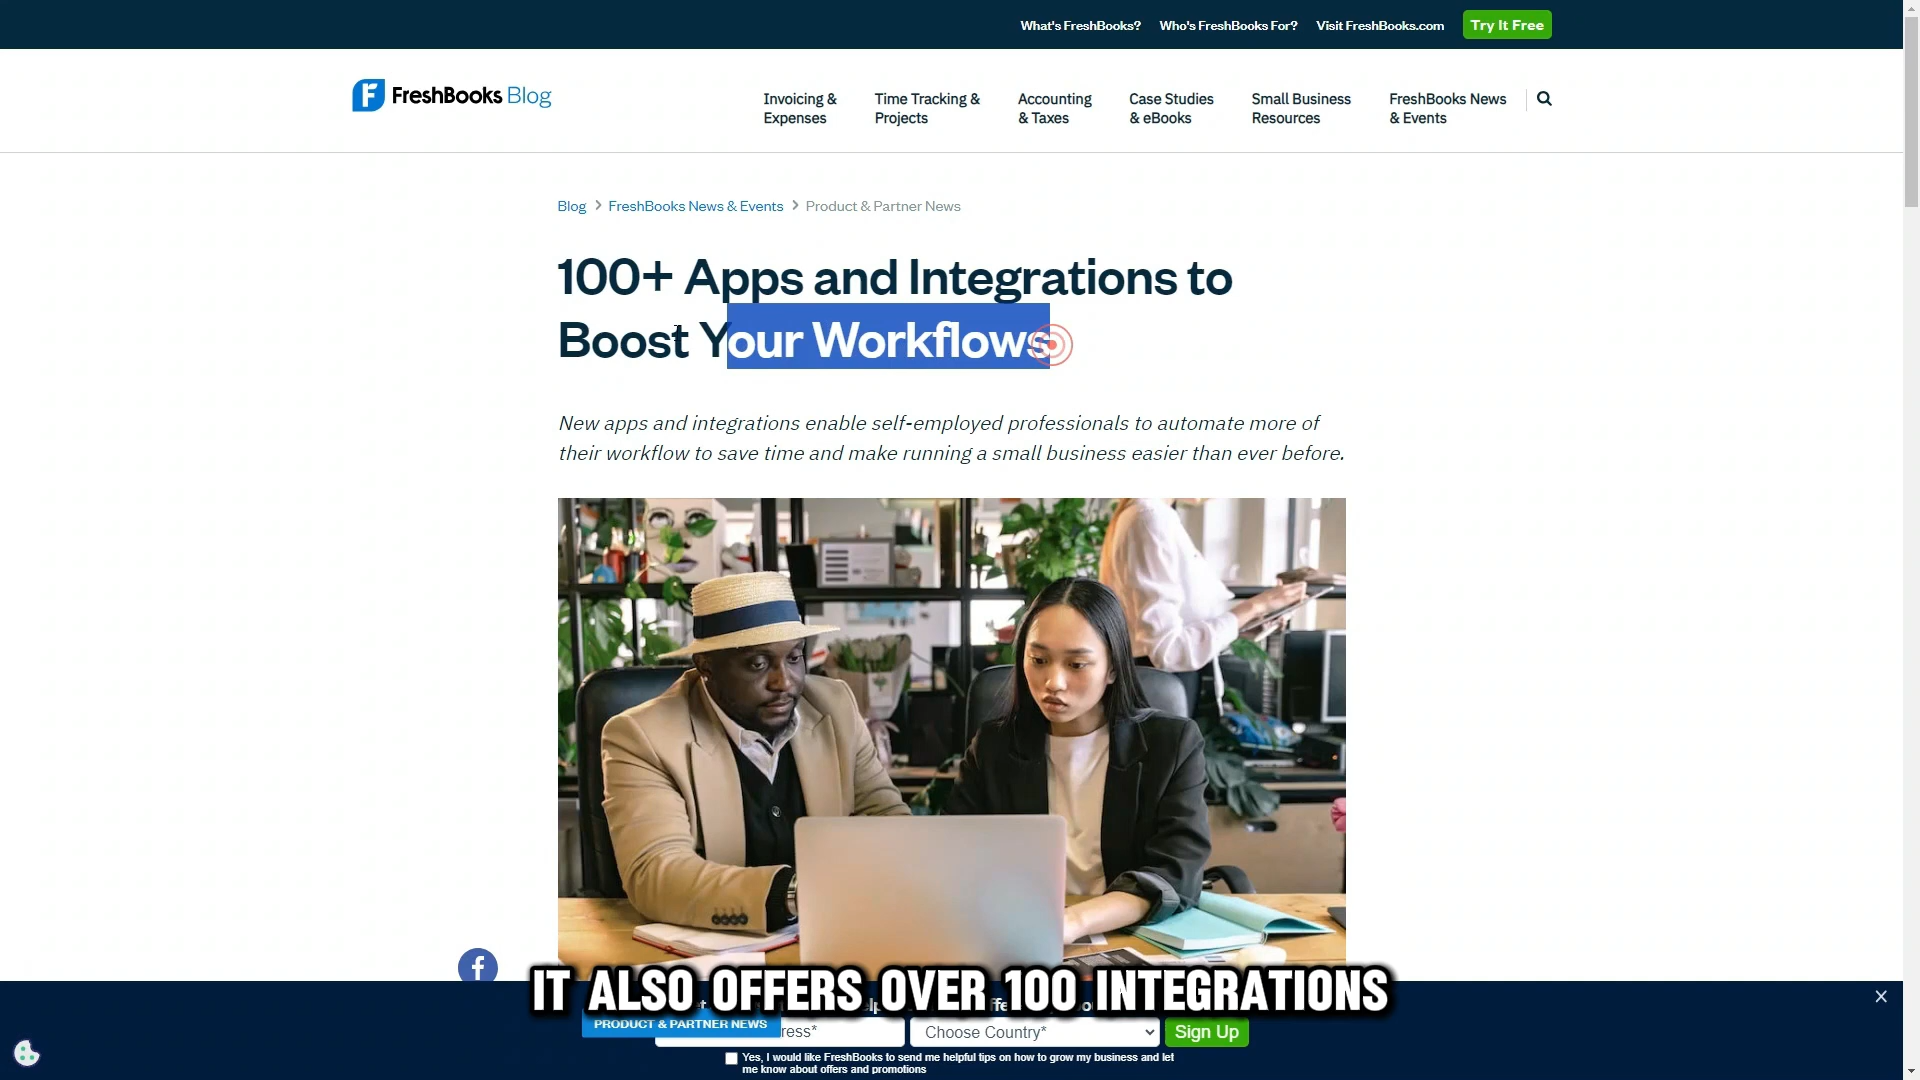 What's FreshBooks? Who's FreshBooks For? Visit FreshBooks.com Try It Free
FreshBooks Blog
Invoicing &
Expenses
Time Tracking &
Projects
Accounting
& Taxes
Case Studies
& eBooks
Small Business
Resources
FreshBooks News
& Events
Blog > FreshBooks News & Events > Product & Partner News
100+ Apps and Integrations to
Boost Your Workflows
New apps and integrations enable self-employed professionals to automate more of
their workflow to save time and make running a small business easier than ever before.
IT ALSO OFFERS OVER 100 INTEGRATIONS
PRODUCT & PARTNER NEWS
Choose Country*
Sign Up
Yes, I would like FreshBooks to send me helpful tips on how to grow my business and let
me know about offers and promotions